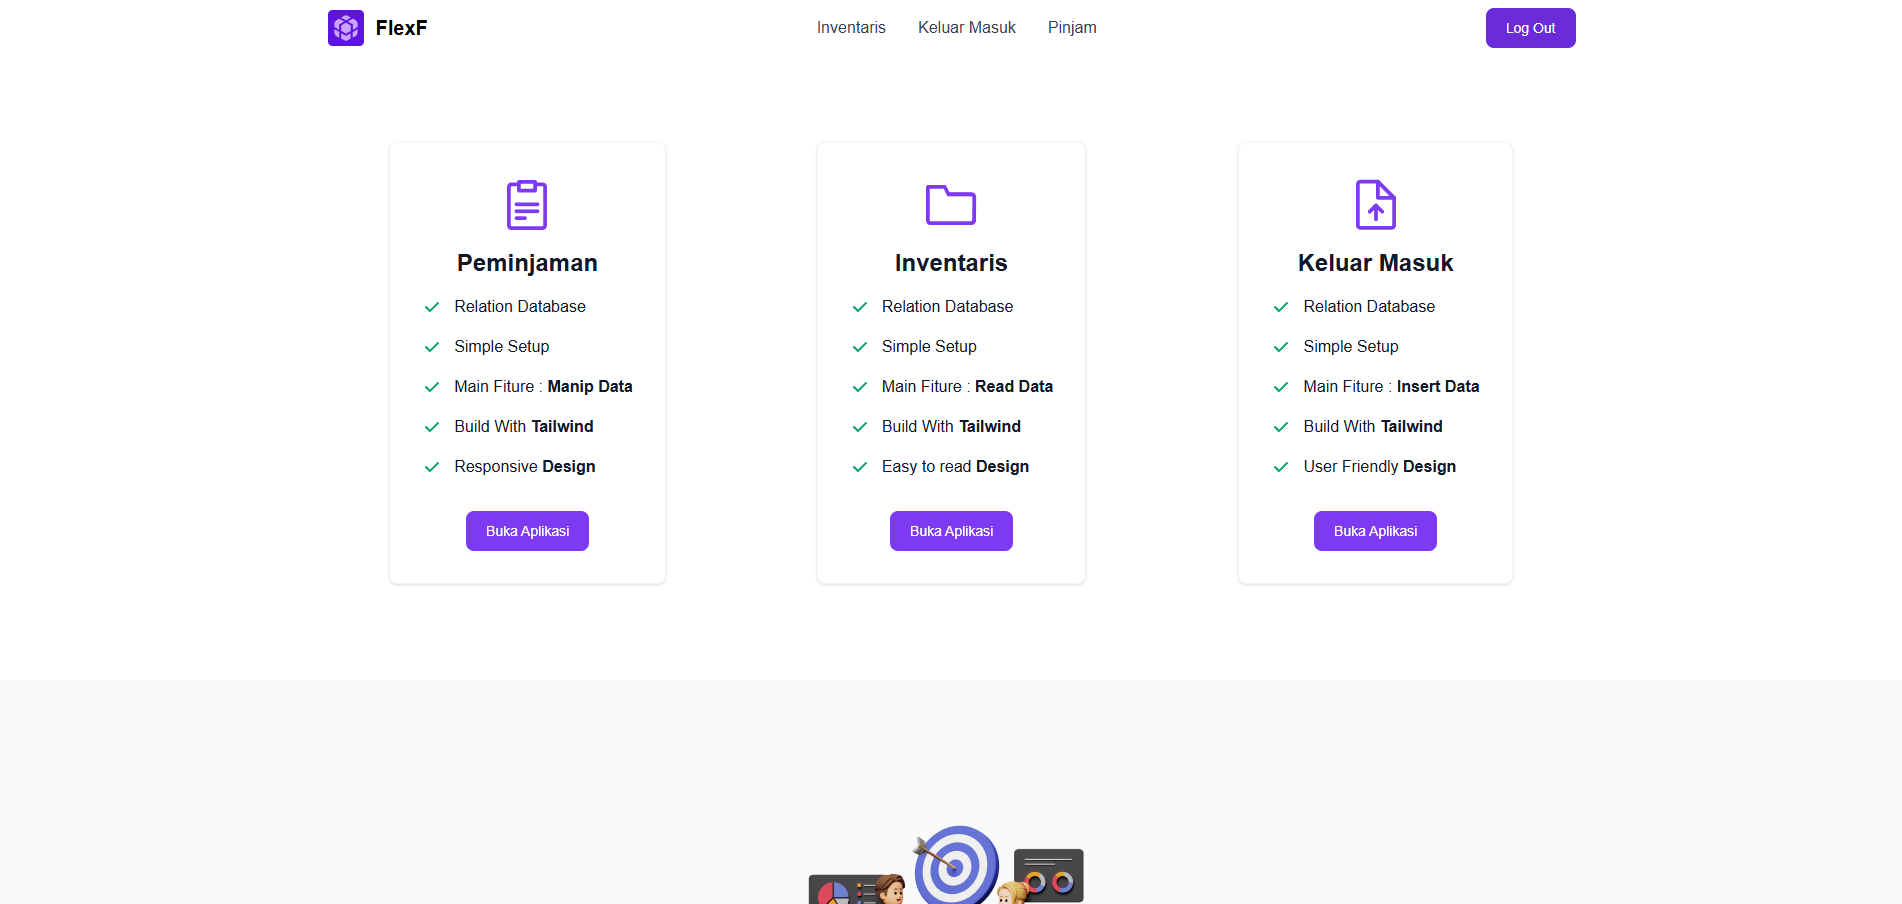 FlexF
Inventaris
Keluar Masuk
Pinjam
Log Out
Peminjaman
Relation Database
Simple Setup
Main Fiture : Manip Data
Build With Tailwind
Responsive Design
Buka Aplikasi
Inventaris
Relation Database
Simple Setup
Main Fiture : Read Data
Build With Tailwind
Easy to read Design
Buka Aplikasi
Keluar Masuk
Relation Database
Simple Setup
Main Fiture : Insert Data
Build With Tailwind
User Friendly Design
Buka Aplikasi